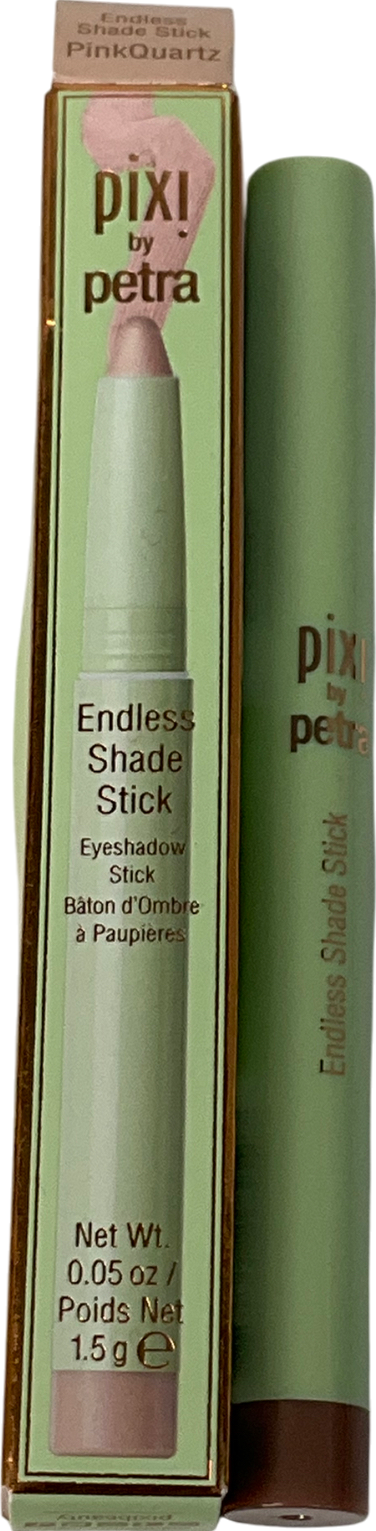 Endless
Shade Stick
PinkQuartz
pixi
by
petra
Endless
Shade
Stick
Eyeshadow
Stick
Bâton d'Ombre
à Paupières
Net Wt.
0.05 oz /
Poids Net
1.5 g ℮
pixibeauty
pixi
by
petra
Endless Shade Stick